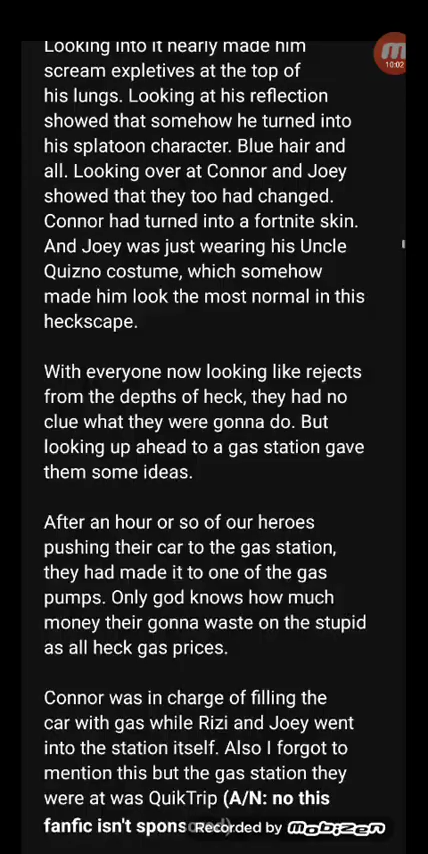 Looking into it nearly made him
scream expletives at the top of
his lungs. Looking at his reflection
showed that somehow he turned into
his splatoon character. Blue hair and
all. Looking over at Connor and Joey
showed that they too had changed.
Connor had turned into a fortnite skin.
And Joey was just wearing his Uncle
Quizno costume, which somehow
made him look the most normal in this
heckscape.
With everyone now looking like rejects
from the depths of heck, they had no
clue what they were gonna do. But
looking up ahead to a gas station gave
them some ideas.
After an hour or so of our heroes
pushing their car to the gas station,
they had made it to one of the gas
pumps. Only god knows how much
money their gonna waste on the stupid
as all heck gas prices.
Connor was in charge of filling the
car with gas while Rizi and Joey went
into the station itself. Also I forgot to
mention this but the gas station they
were at was QuikTrip (A/N: no this
fanfic isn't
Recorded by mobizen
10:02